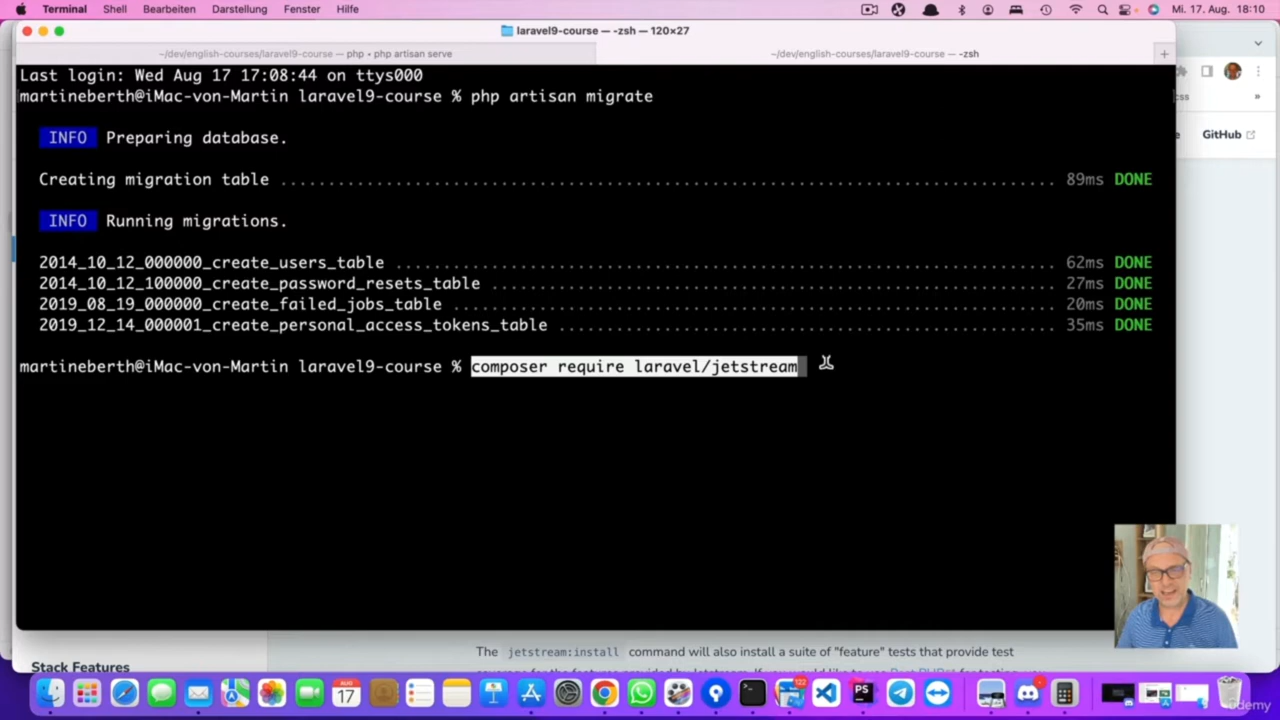 Terminal Shell Bearbeiten Darstellung Fenster Hilfe Mi. 17. Aug. 18:10
laravel9-course — -zsh — 120×27
~/dev/english-courses/laravel9-course — php • php artisan serve ~/dev/english-courses/laravel9-course — -zsh
Last login: Wed Aug 17 17:08:44 on ttys000
martineberth@iMac-von-Martin laravel9-course % php artisan migrate
css
GitHub
INFO Preparing database.
Creating migration table ........................................................................ 89ms DONE
INFO Running migrations.
2014_10_12_000000_create_users_table ............................................................ 62ms DONE
2014_10_12_100000_create_password_resets_table .................................................. 27ms DONE
2019_08_19_000000_create_failed_jobs_table ...................................................... 20ms DONE
2019_12_14_000001_create_personal_access_tokens_table ........................................... 35ms DONE
martineberth@iMac-von-Martin laravel9-course % composer require laravel/jetstream
The jetstream:install command will also install a suite of "feature" tests that provide test
Stack Features
AUG
17
PS
122